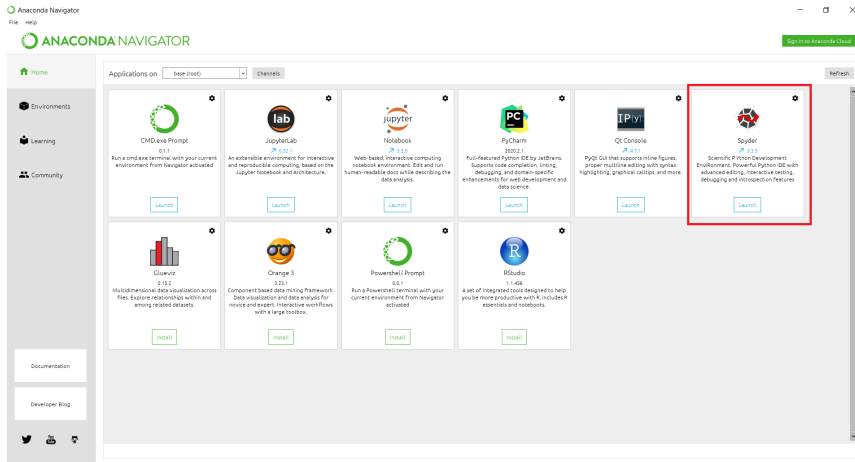 Anaconda Navigator
File Help
ANACONDA NAVIGATOR
Sign in to Anaconda Cloud
Home
Environments
Learning
Community
Documentation
Developer Blog
Applications on base (root) Channels
Refresh
CMD.exe Prompt
0.1.1
Run a cmd.exe terminal with your current
environment from Navigator activated
Launch
lab
JupyterLab
An extensible environment for interactive
and reproducible computing, based on the
Jupyter Notebook and Architecture.
Launch
jupyter
Notebook
Web-based, interactive computing
notebook environment. Edit and run
human-readable docs while describing the
data analysis.
Launch
PC
PyCharm
2020.2.1
Full-featured Python IDE by JetBrains.
Supports code completion, linting,
debugging, and domain-specific
enhancements for web development and
data science.
Launch
IP[y]:
Qt Console
PyQt GUI that supports inline figures,
proper multiline editing with syntax
highlighting, graphical calltips, and more.
Launch
Spyder
Scientific PYthon Development
EnviRonment. Powerful Python IDE with
advanced editing, interactive testing,
debugging and introspection features
Launch
Glueviz
0.15.2
Multidimensional data visualization across
files. Explore relationships within and
among related datasets.
Install
Orange 3
3.23.1
Component based data mining framework.
Data visualization and data analysis for
novice and expert. Interactive workflows
with a large toolbox.
Install
Powershell Prompt
0.0.1
Run a Powershell terminal with your
current environment from Navigator
activated
Install
R
RStudio
1.1.456
A set of integrated tools designed to help
you be more productive with R. Includes R
essentials and notebooks.
Install